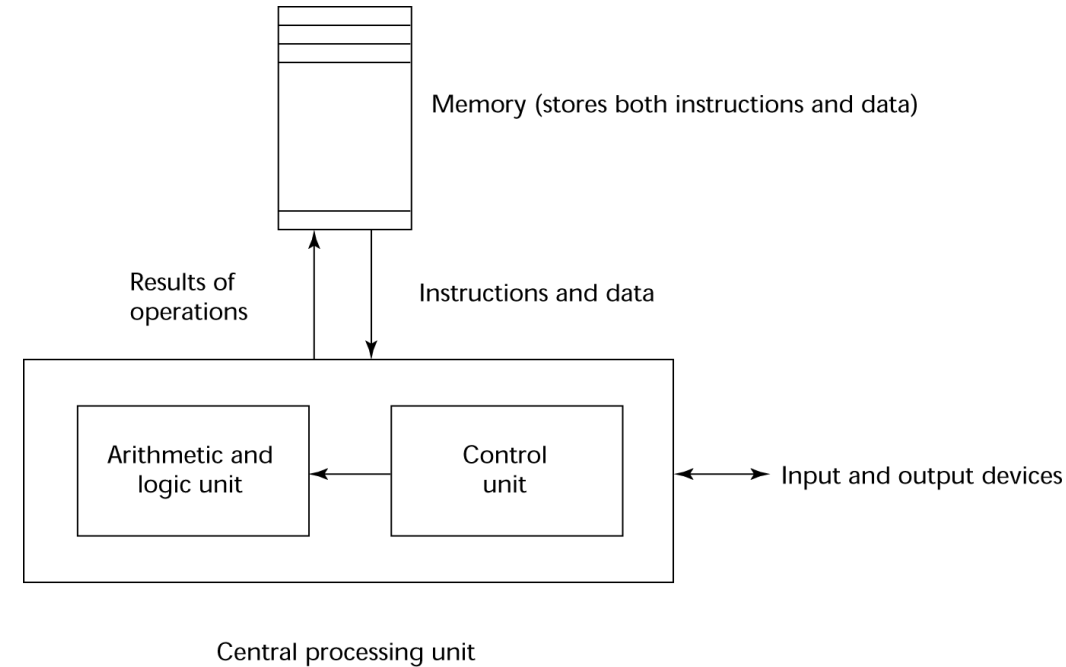 Memory (stores both instructions and data)
Results of
operations
Instructions and data
Arithmetic and
logic unit
Control
unit
Input and output devices
Central processing unit